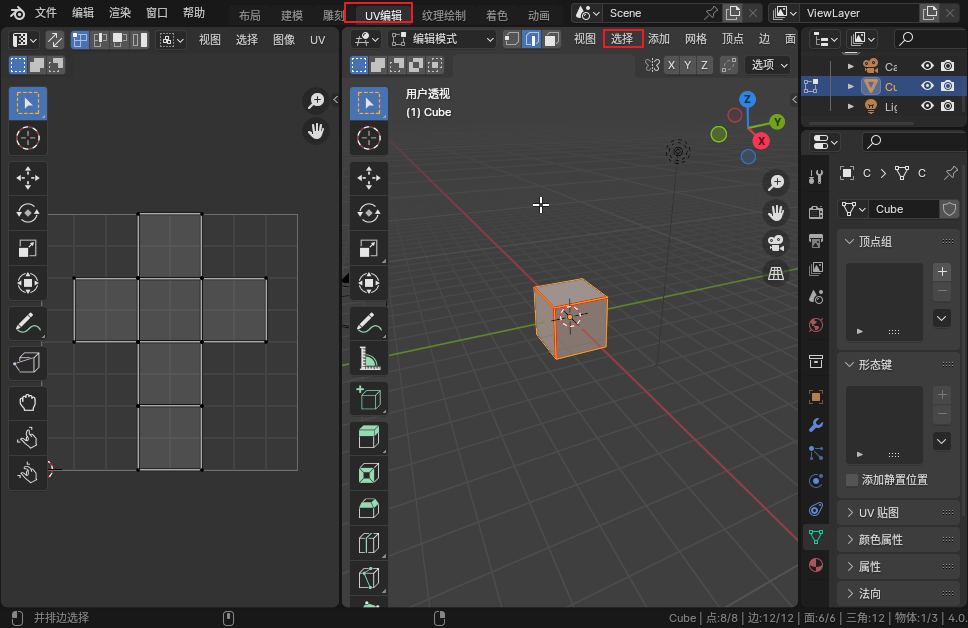 文件 编辑 渲染 窗口 帮助 布局 建模 雕刻 UV编辑 纹理绘制 着色 动画 Scene ViewLayer
视图 选择 图像 UV 编辑模式 视图 选择 添加 网格 顶点 边 面
X Y Z 选项
用户透视
(1) Cube
Z
Y
X
C C
Cube
顶点组
形态键
添加静置位置
UV 贴图
颜色属性
属性
法向
并排边选择 Cube | 点:8/8 | 边:12/12 | 面:6/6 | 三角:12 | 物体:1/3 | 4.0.